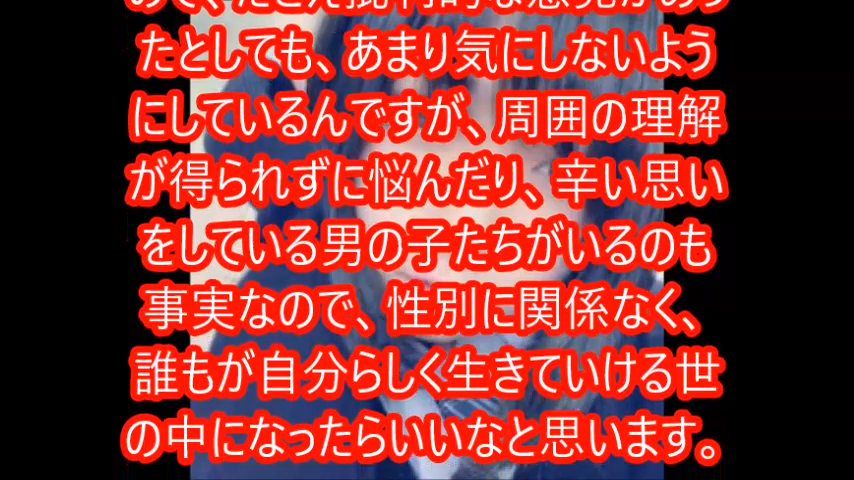 たとしても、あまり気にしないよう
にしているんですが、周囲の理解
が得られずに悩んだり、辛い思い
をしている男の子たちがいるのも
事実なので、性別に関係なく、
誰もが自分らしく生きていける世
の中になったらいいなと思います。